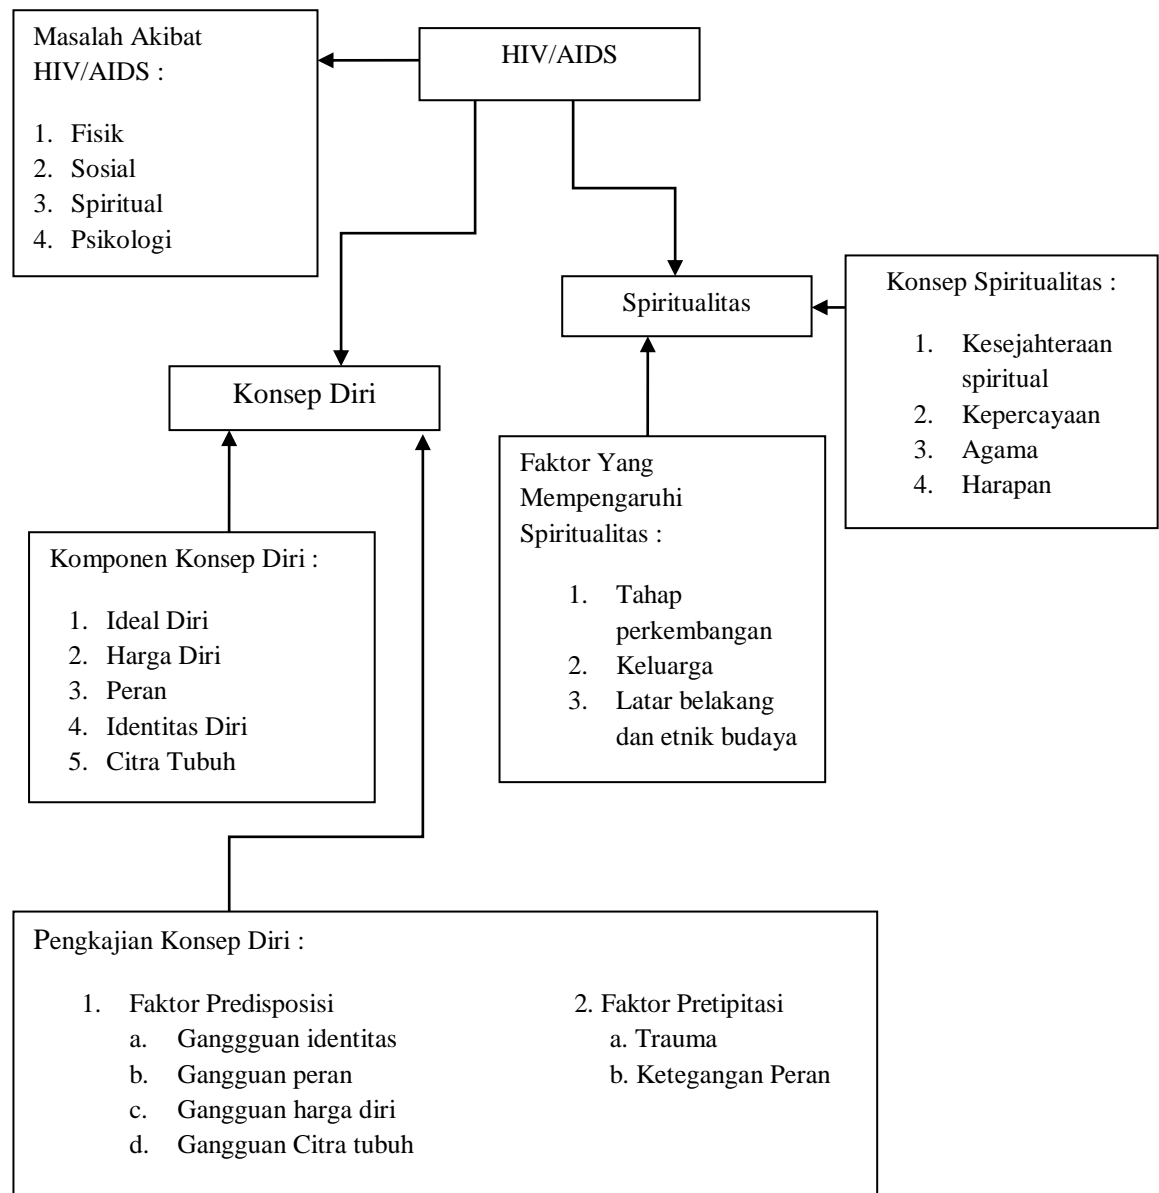 Masalah Akibat
HIV/AIDS :
1. Fisik
2. Sosial
3. Spiritual
4. Psikologi
HIV/AIDS
Spiritualitas
Konsep Spiritualitas :
1. Kesejahteraan
spiritual
2. Kepercayaan
3. Agama
4. Harapan
Konsep Diri
Faktor Yang
Mempengaruhi
Spiritualitas :
1. Tahap
perkembangan
2. Keluarga
3. Latar belakang
dan etnik budaya
Komponen Konsep Diri :
1. Ideal Diri
2. Harga Diri
3. Peran
4. Identitas Diri
5. Citra Tubuh
Pengkajian Konsep Diri :
1. Faktor Predisposisi
a. Ganggguan identitas
b. Gangguan peran
c. Gangguan harga diri
d. Gangguan Citra tubuh
2. Faktor Pretipitasi
a. Trauma
b. Ketegangan Peran